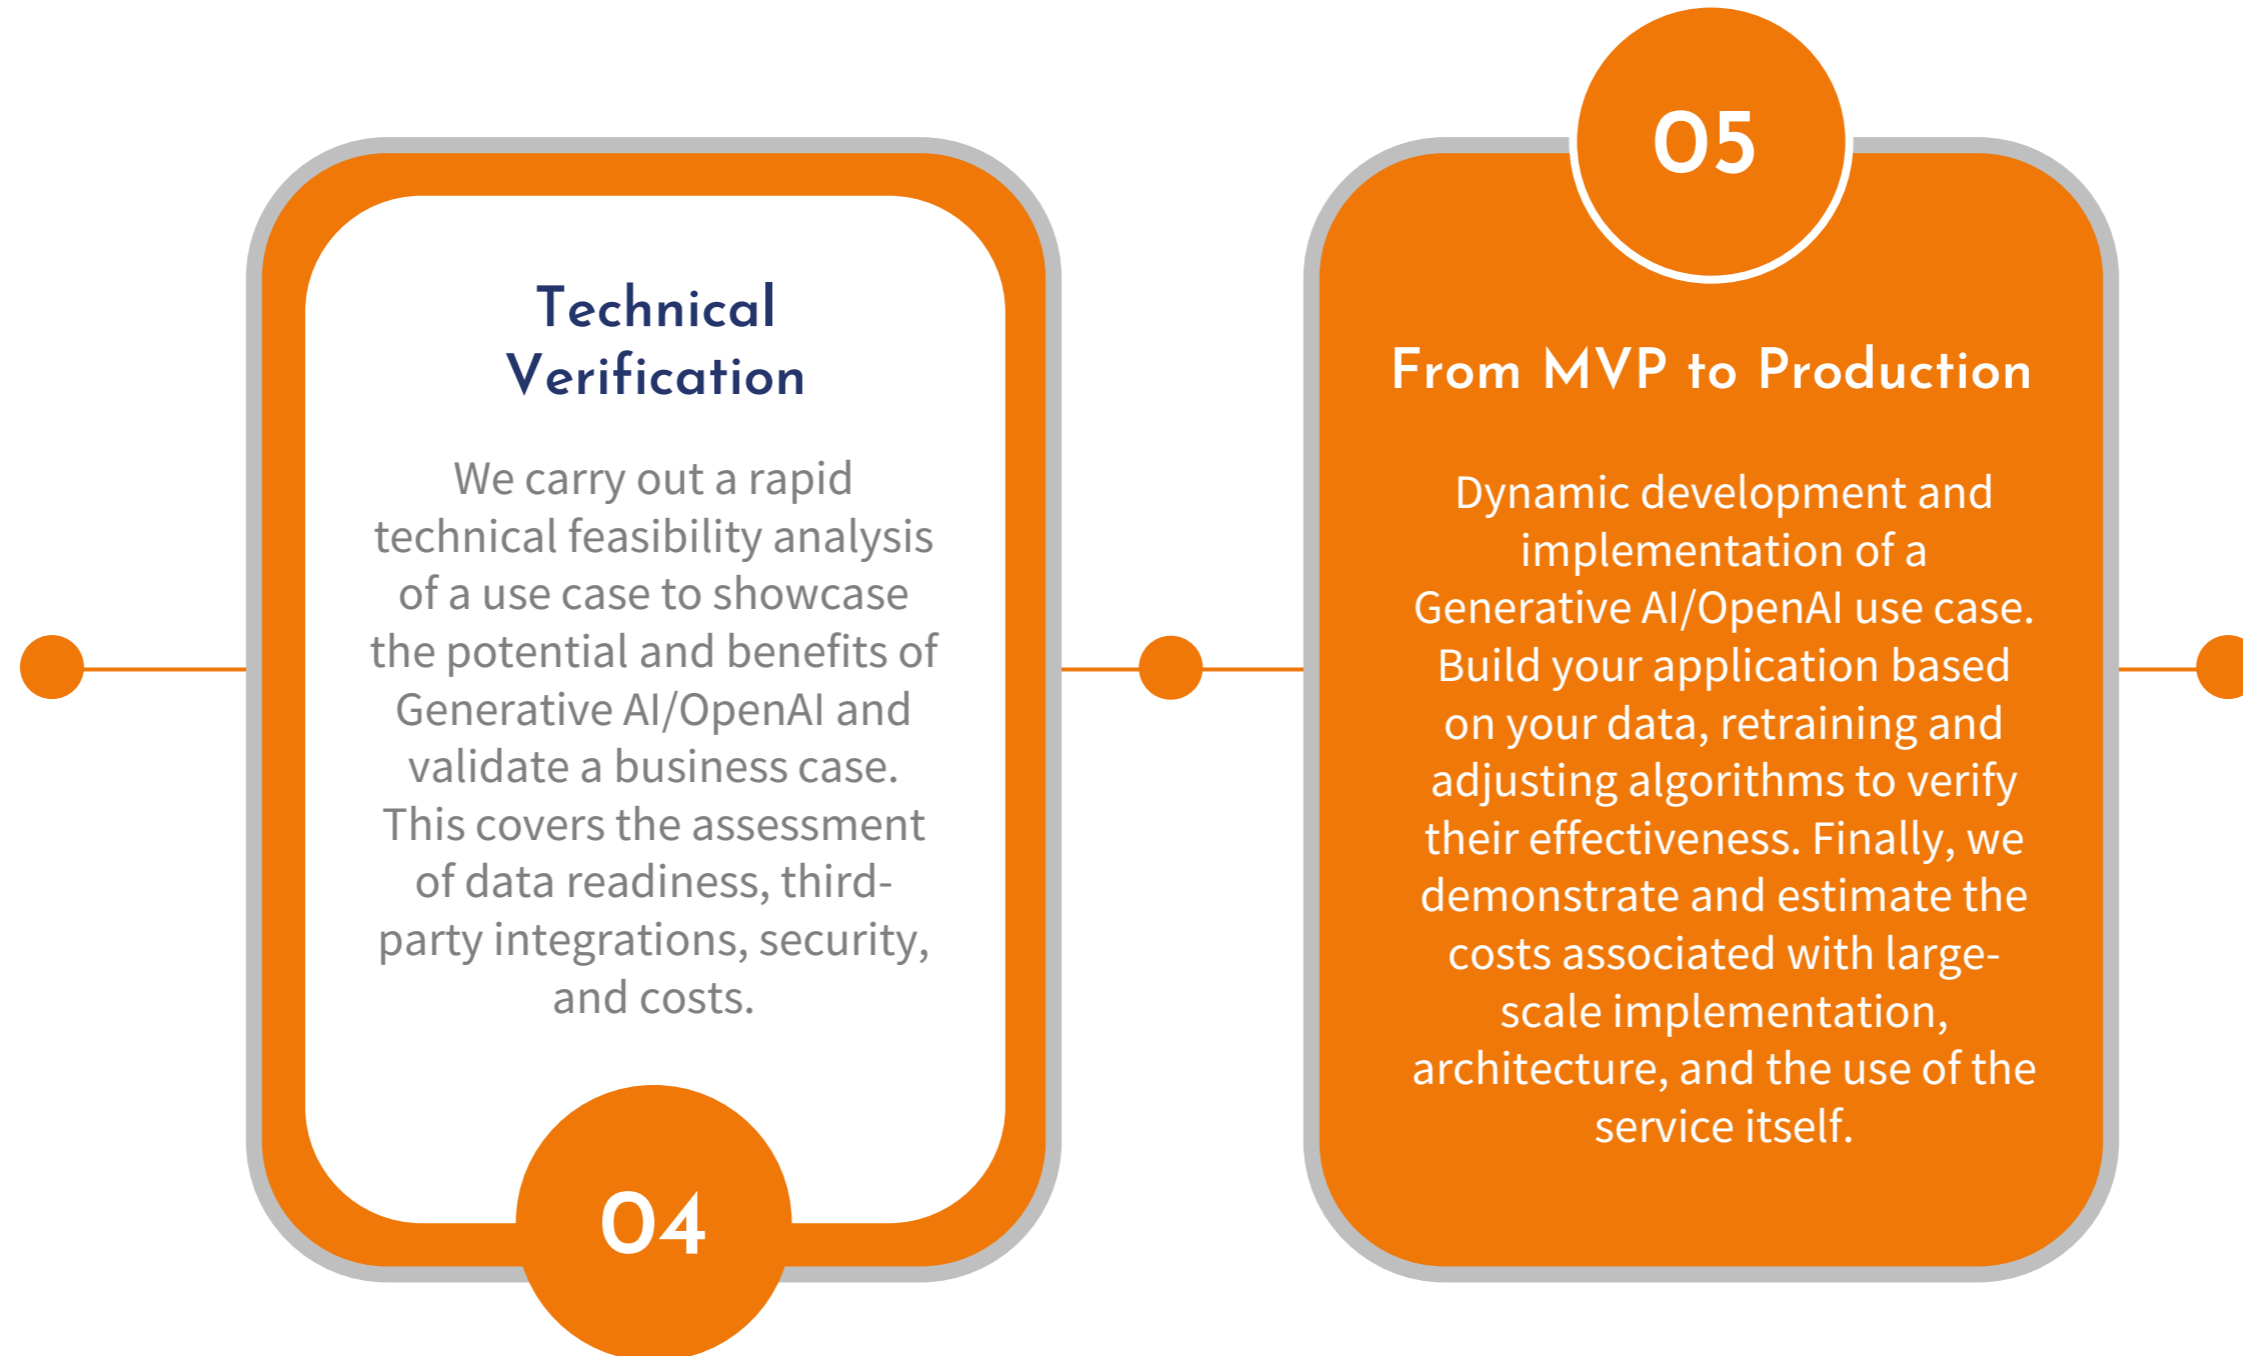 Technical
Verification
We carry out a rapid
technical feasibility analysis
of a use case to showcase
the potential and benefits of
Generative AI/OpenAI and
validate a business case.
This covers the assessment
of data readiness, third-
party integrations, security,
and costs.
04
05
From MVP to Production
Dynamic development and
implementation of a
Generative AI/OpenAI use case.
Build your application based
on your data, retraining and
adjusting algorithms to verify
their effectiveness. Finally, we
demonstrate and estimate the
costs associated with large-
scale implementation,
architecture, and the use of the
service itself.